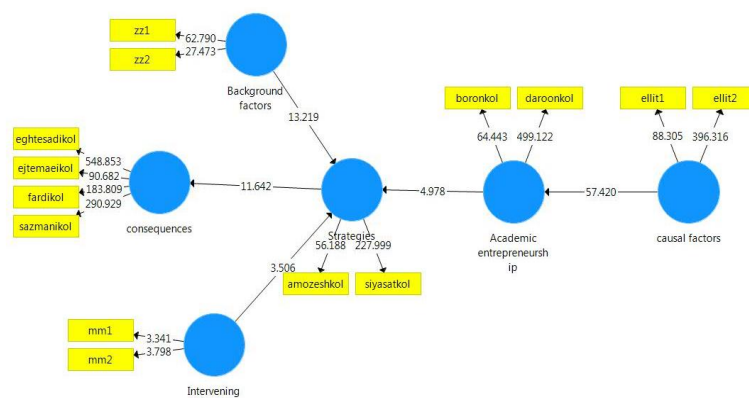 zz1
62.790
zz2
27.473
Background
factors
13.219
boronkol
daroonkol
ellit1
ellit2
64.443
499.122
88.305
396.316
eghtesadikol
548.853
ejtemaeikol
90.682
fardikol
183.809
sazmanikol
290.929
consequences
11.642
Strategies
4.978
Academic
entrepreneursh
ip
57.420
causal factors
56.188
227.999
3.506
amozeshkol
siyasatkol
mm1
3.341
mm2
3.798
Intervening